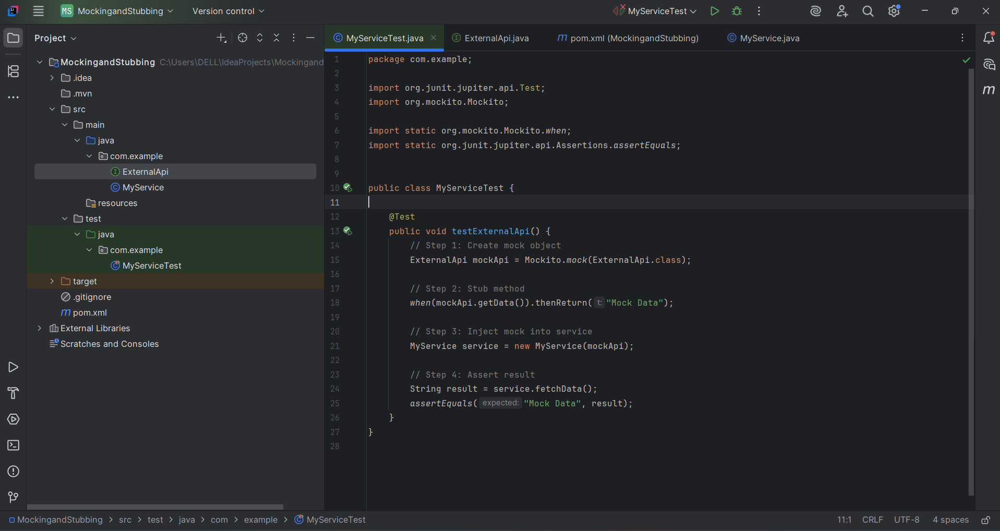 MS MockingandStubbing Version control MyServiceTest
Project
MyServiceTest.java ExternalApi.java pom.xml (MockingandStubbing) MyService.java
MockingandStubbing C:\Users\DELL\IdeaProjects\Mockingand
.idea
.mvn
src
main
java
com.example
ExternalApi
MyService
resources
test
java
com.example
MyServiceTest
target
.gitignore
pom.xml
External Libraries
Scratches and Consoles
1 package com.example;
2
3 import org.junit.jupiter.api.Test;
4 import org.mockito.Mockito;
5
6 import static org.mockito.Mockito.when;
7 import static org.junit.jupiter.api.Assertions.assertEquals;
8
9
10 public class MyServiceTest {
11
12 @Test
13 public void testExternalApi() {
14 // Step 1: Create mock object
15 ExternalApi mockApi = Mockito.mock(ExternalApi.class);
16
17 // Step 2: Stub method
18 when(mockApi.getData()).thenReturn( t: "Mock Data");
19
20 // Step 3: Inject mock into service
21 MyService service = new MyService(mockApi);
22
23 // Step 4: Assert result
24 String result = service.fetchData();
25 assertEquals( expected: "Mock Data", result);
26 }
27 }
28
MockingandStubbing > src > test > java > com > example > MyServiceTest 11:1 CRLF UTF-8 4 spaces